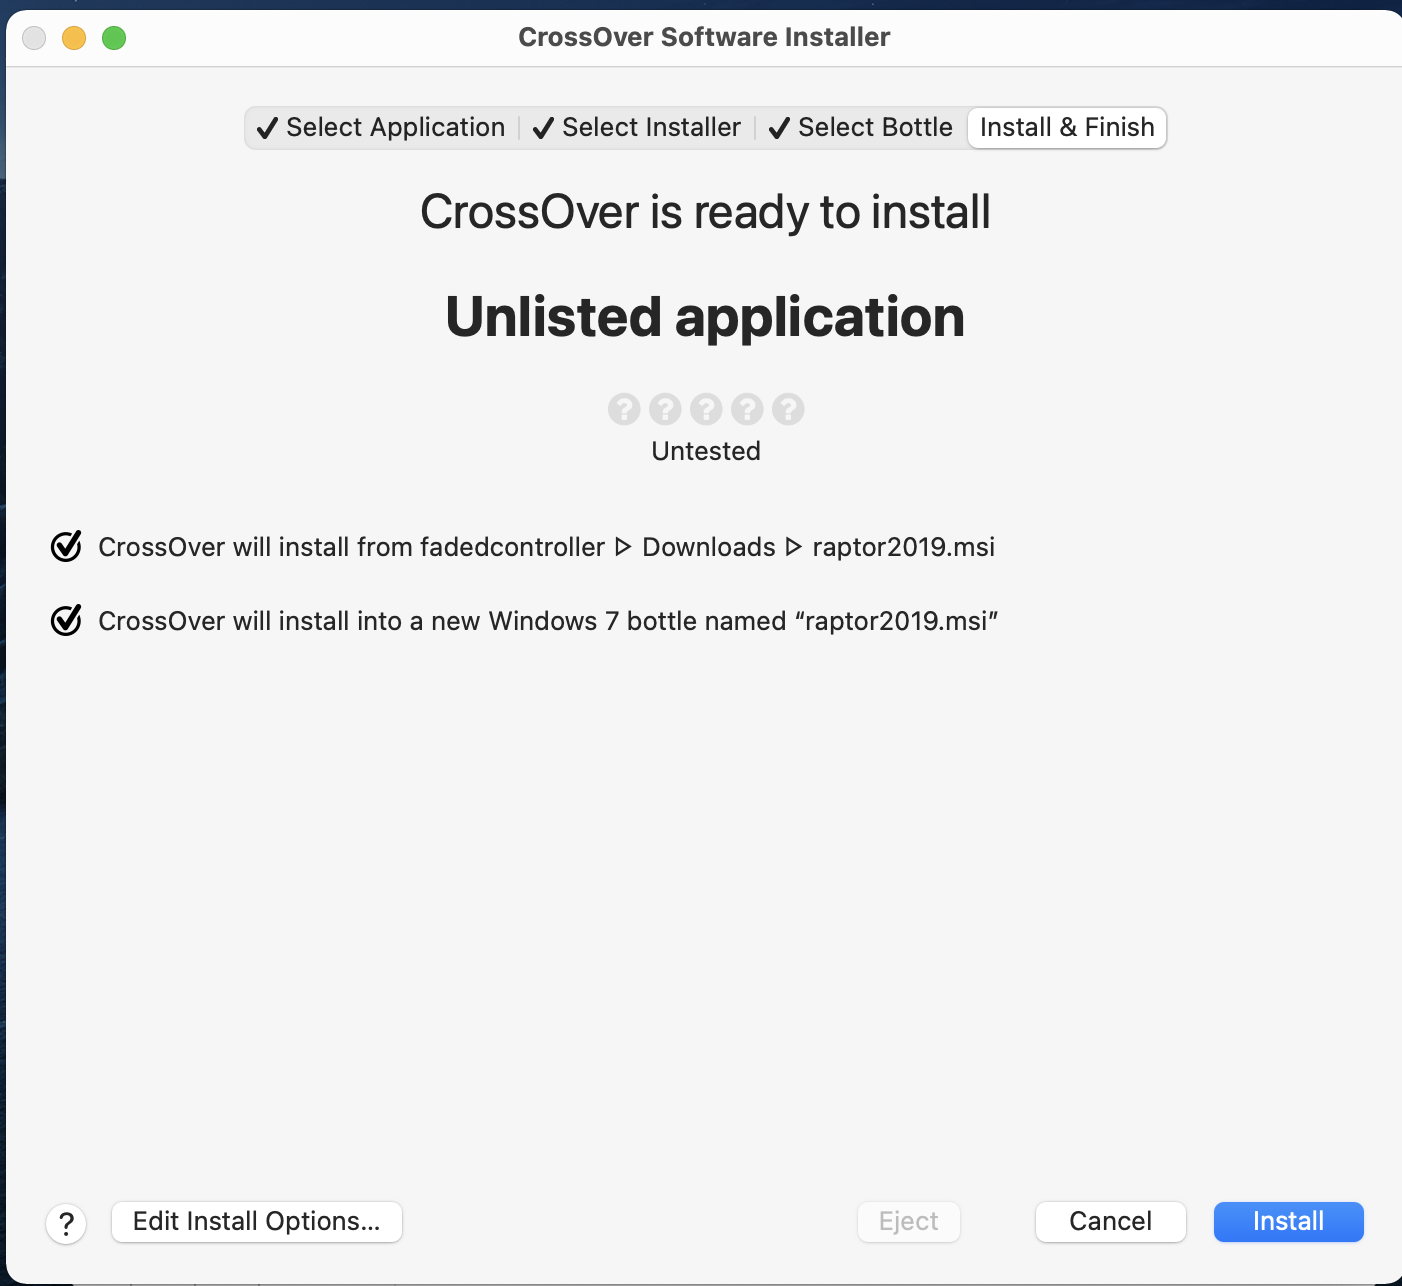 CrossOver Software Installer
✓ Select Application ✓ Select Installer ✓ Select Bottle Install & Finish
CrossOver is ready to install
Unlisted application
? ? ? ? ?
Untested
CrossOver will install from fadedcontroller ▷ Downloads ▷ raptor2019.msi
CrossOver will install into a new Windows 7 bottle named “raptor2019.msi”
? Edit Install Options... Eject Cancel Install